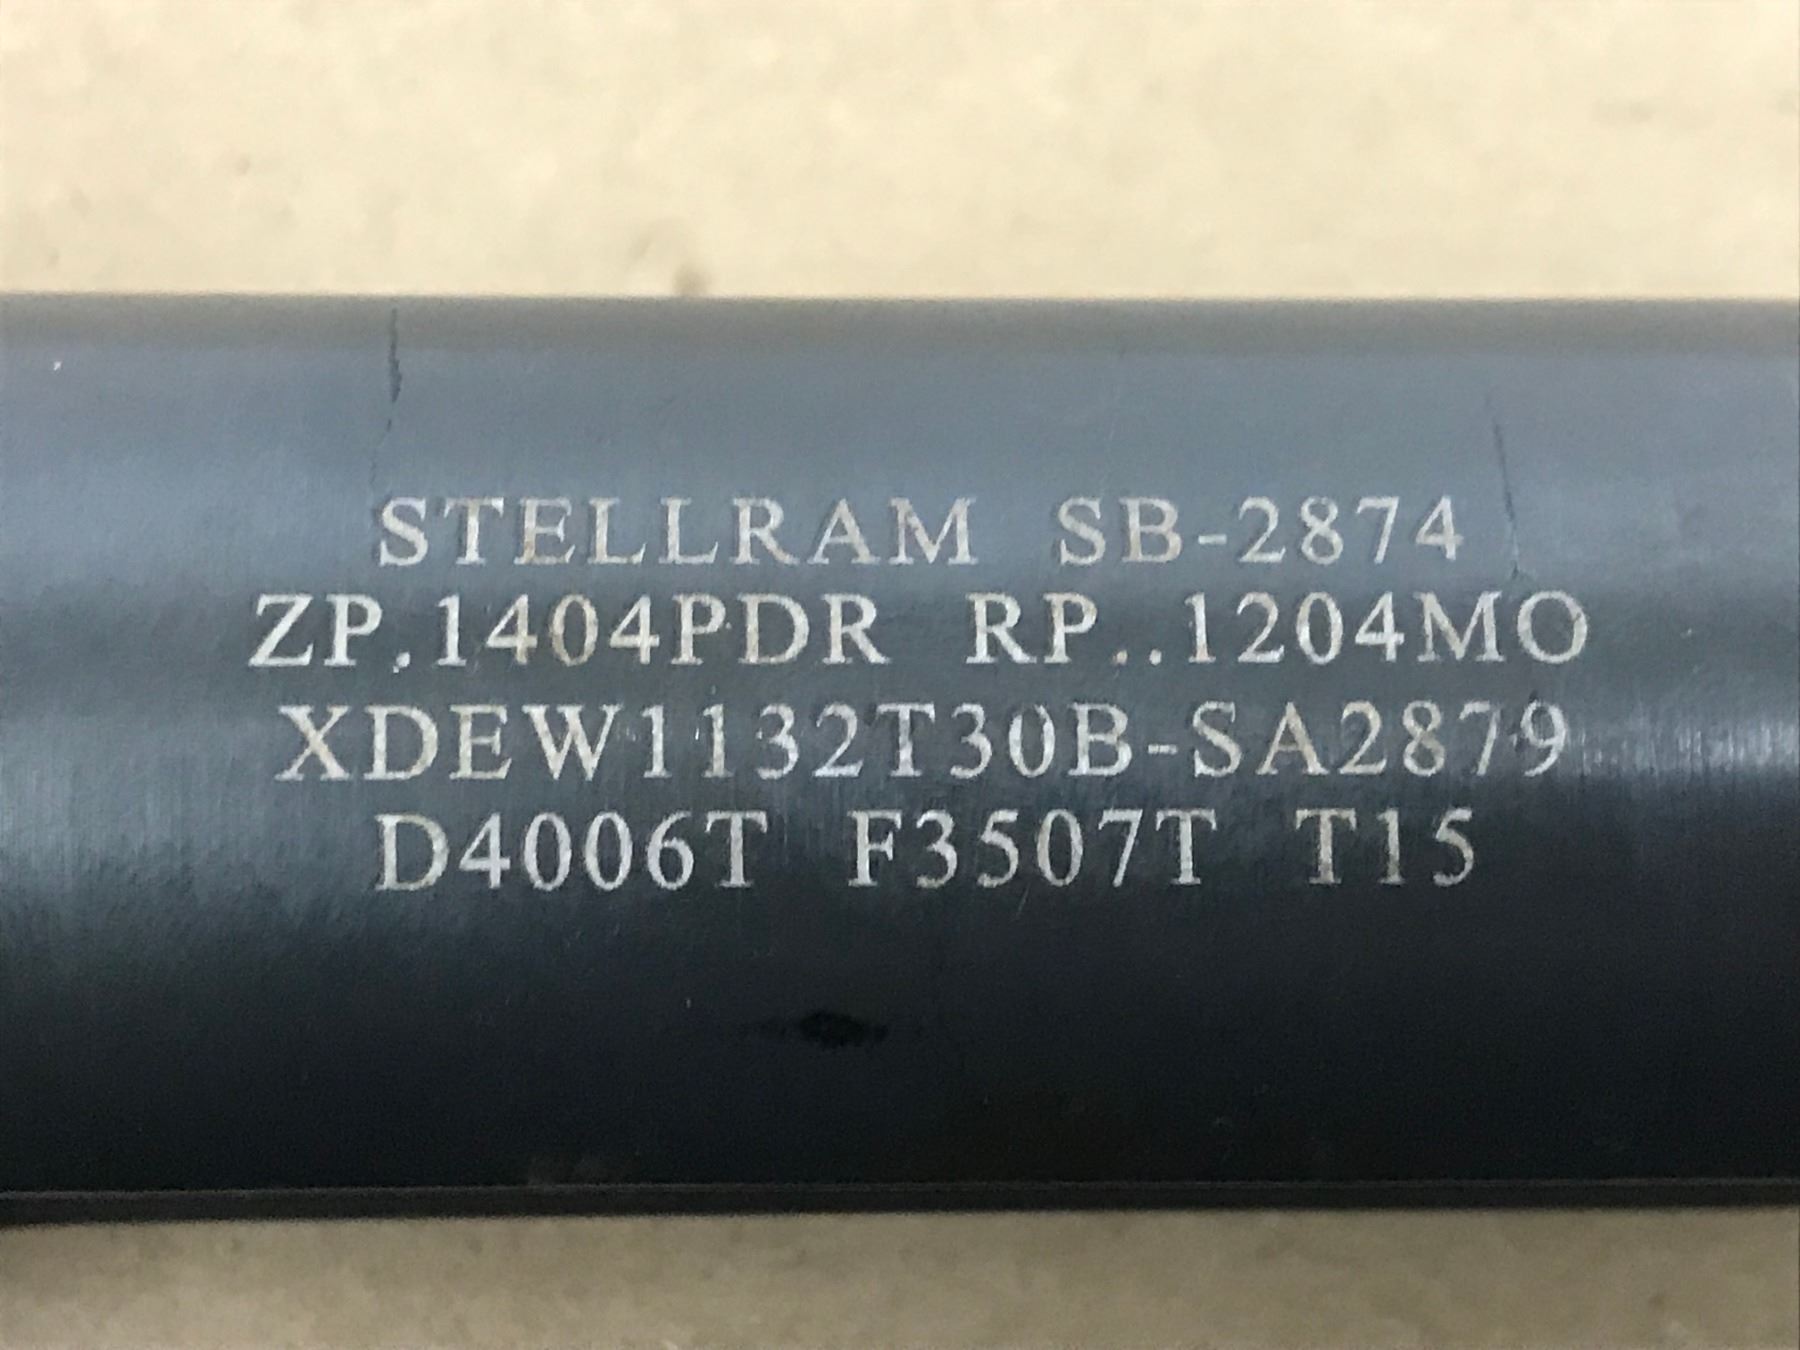 STELLRAM SB-2874
ZP.1404PDR RP..1204MO
XDEW1132T30B-SA2879
D4006T F3507T T15